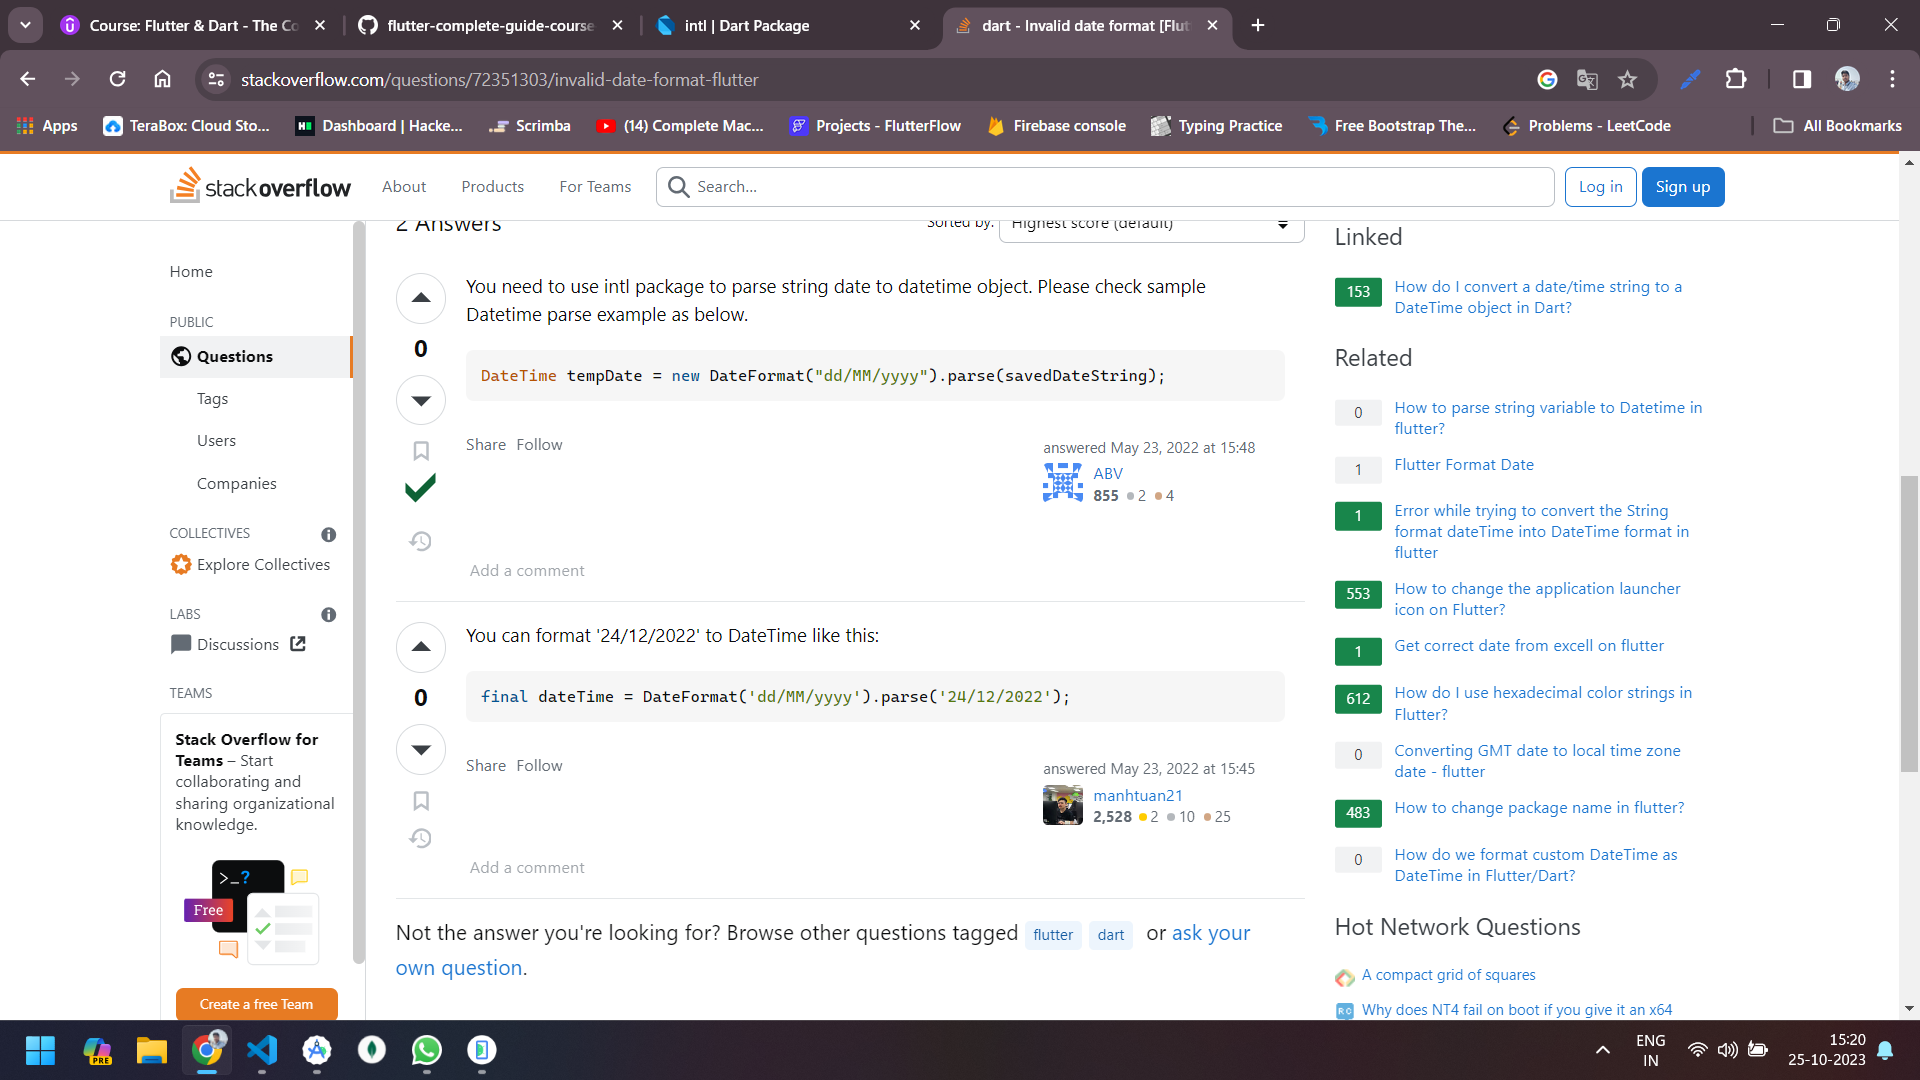 Course: Flutter & Dart - The Co
flutter-complete-guide-course
intl | Dart Package
dart - Invalid date format [Flut
stackoverflow.com/questions/72351303/invalid-date-format-flutter
Apps
TeraBox: Cloud Sto...
Dashboard | Hacke...
Scrimba
(14) Complete Mac...
Projects - FlutterFlow
Firebase console
Typing Practice
Free Bootstrap The...
Problems - LeetCode
All Bookmarks
stackoverflow
About
Products
For Teams
Search...
Log in
Sign up
Home
PUBLIC
Questions
Tags
Users
Companies
COLLECTIVES
Explore Collectives
LABS
Discussions
TEAMS
Stack Overflow for
Teams – Start
collaborating and
sharing organizational
knowledge.
>_?
Free
Create a free Team
2 Answers
Sorted by:
Highest score (default)
You need to use intl package to parse string date to datetime object. Please check sample
Datetime parse example as below.
0
DateTime tempDate = new DateFormat("dd/MM/yyyy").parse(savedDateString);
Share Follow
answered May 23, 2022 at 15:48
ABV
855 2 4
Add a comment
You can format '24/12/2022' to DateTime like this:
0
final dateTime = DateFormat('dd/MM/yyyy').parse('24/12/2022');
Share Follow
answered May 23, 2022 at 15:45
manhtuan21
2,528 2 10 25
Add a comment
Not the answer you're looking for? Browse other questions tagged flutter dart or ask your
own question.
Linked
153 How do I convert a date/time string to a
DateTime object in Dart?
Related
0 How to parse string variable to Datetime in
flutter?
1 Flutter Format Date
1 Error while trying to convert the String
format dateTime into DateTime format in
flutter
553 How to change the application launcher
icon on Flutter?
1 Get correct date from excell on flutter
612 How do I use hexadecimal color strings in
Flutter?
0 Converting GMT date to local time zone
date - flutter
483 How to change package name in flutter?
0 How do we format custom DateTime as
DateTime in Flutter/Dart?
Hot Network Questions
A compact grid of squares
RC Why does NT4 fail on boot if you give it an x64
PRE
ENG
IN
15:20
25-10-2023